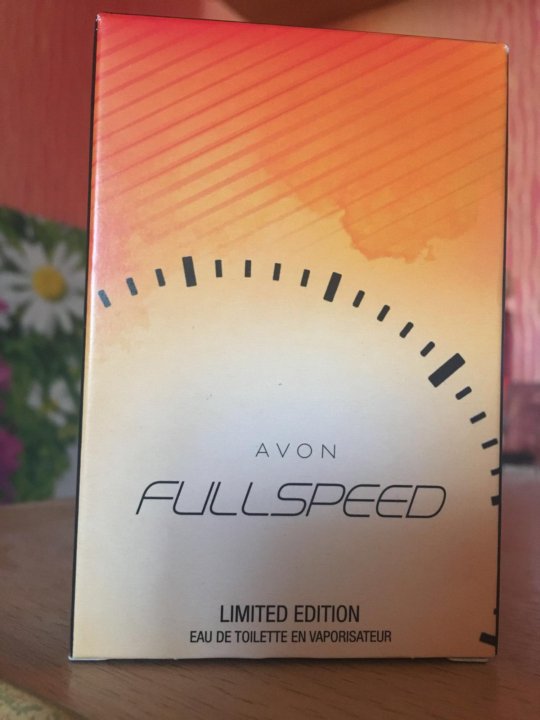 AVON
FULLSPEED
LIMITED EDITION
EAU DE TOILETTE EN VAPORISATEUR